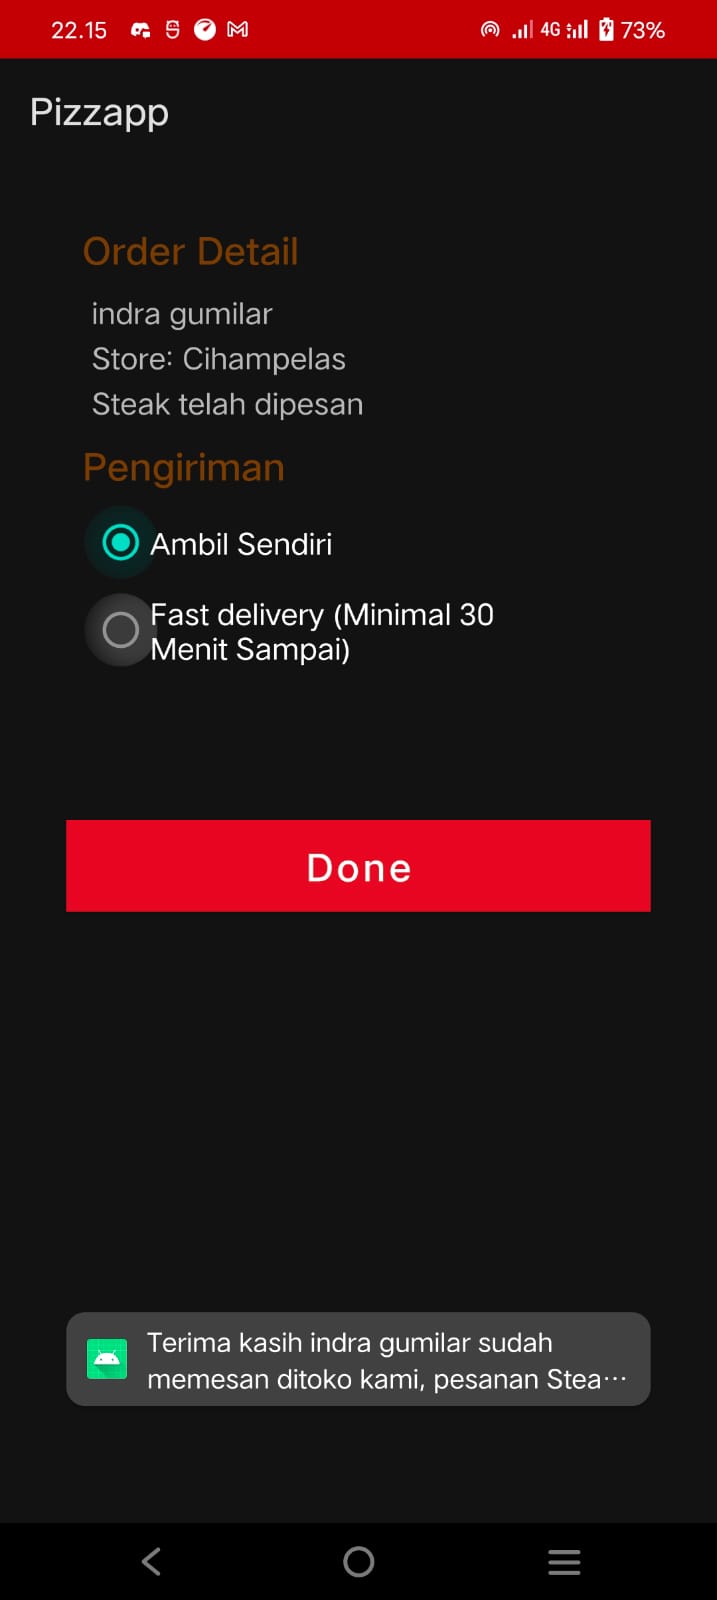 22.15
4G
73%
Pizzapp
Order Detail
indra gumilar
Store: Cihampelas
Steak telah dipesan
Pengiriman
Ambil Sendiri
Fast delivery (Minimal 30
Menit Sampai)
Done
Terima kasih indra gumilar sudah
memesan ditoko kami, pesanan Stea…